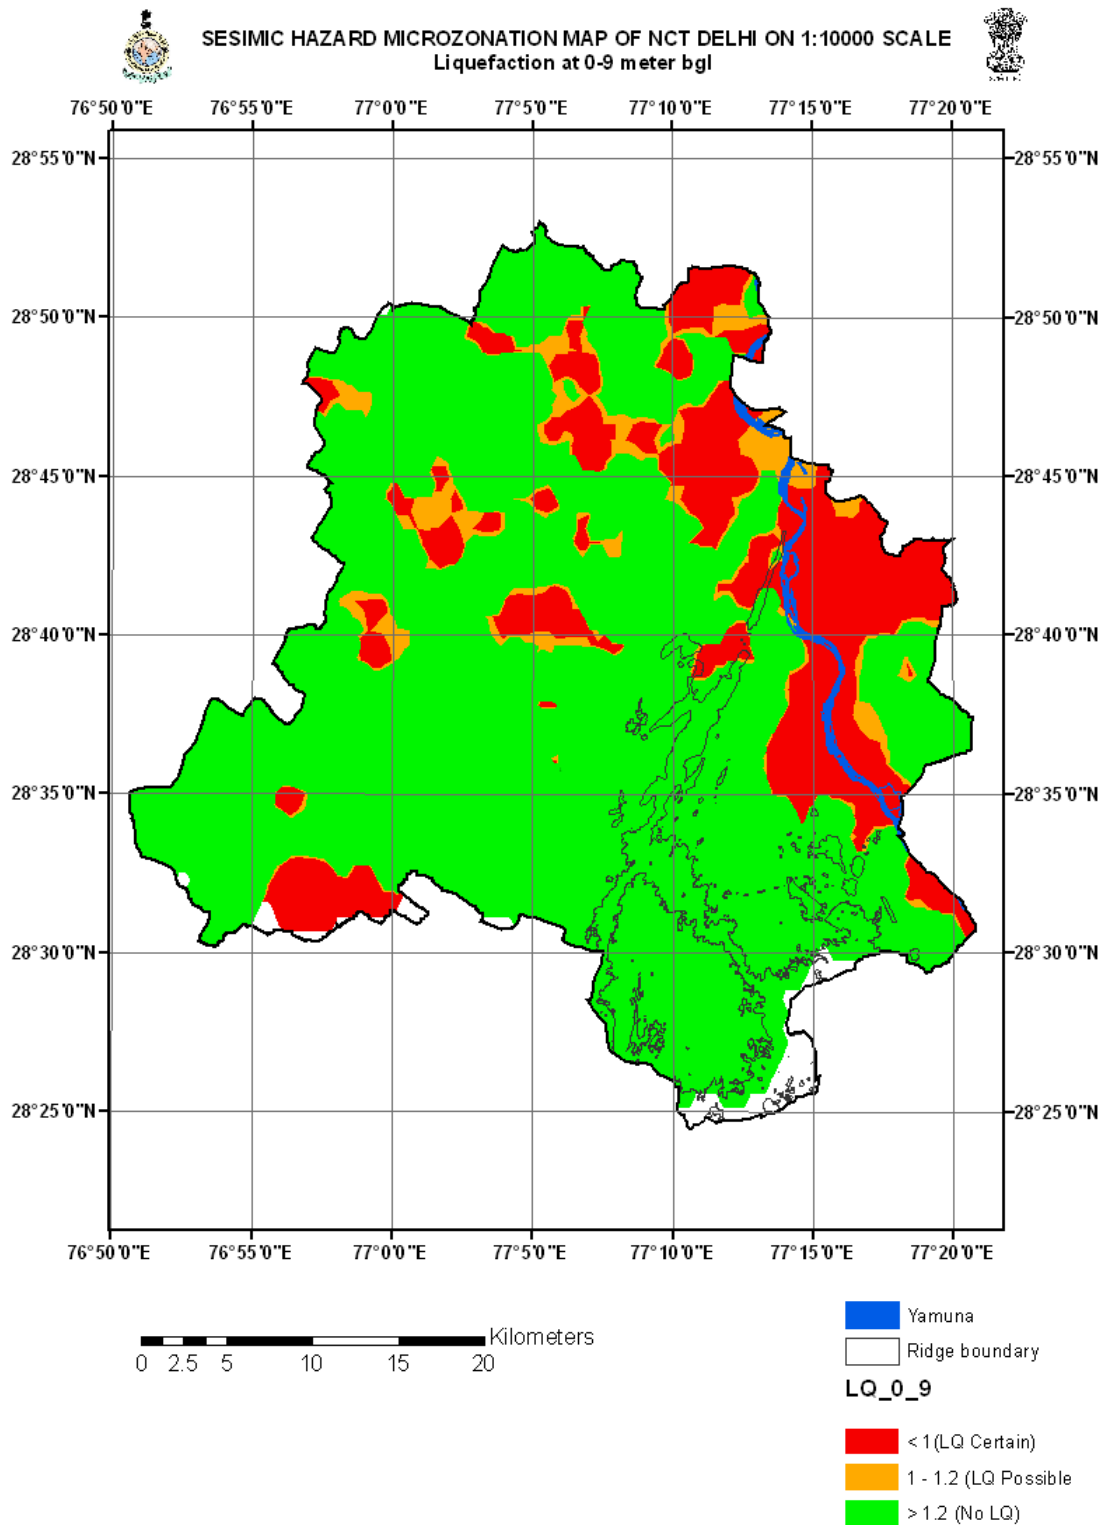 SESIMIC HAZARD MICROZONATION MAP OF NCT DELHI ON 1:10000 SCALE
Liquefaction at 0-9 meter bgl
76°50'0"E 76°55'0"E 77°0'0"E 77°5'0"E 77°10'0"E 77°15'0"E 77°20'0"E
28°55'0"N 28°55'0"N
28°50'0"N 28°50'0"N
28°45'0"N 28°45'0"N
28°40'0"N 28°40'0"N
28°35'0"N 28°35'0"N
28°30'0"N 28°30'0"N
28°25'0"N 28°25'0"N
76°50'0"E 76°55'0"E 77°0'0"E 77°5'0"E 77°10'0"E 77°15'0"E 77°20'0"E
Kilometers
0 2.5 5 10 15 20
Yamuna
Ridge boundary
LQ_0_9
< 1(LQ Certain)
1 - 1.2 (LQ Possible
> 1.2 (No LQ)